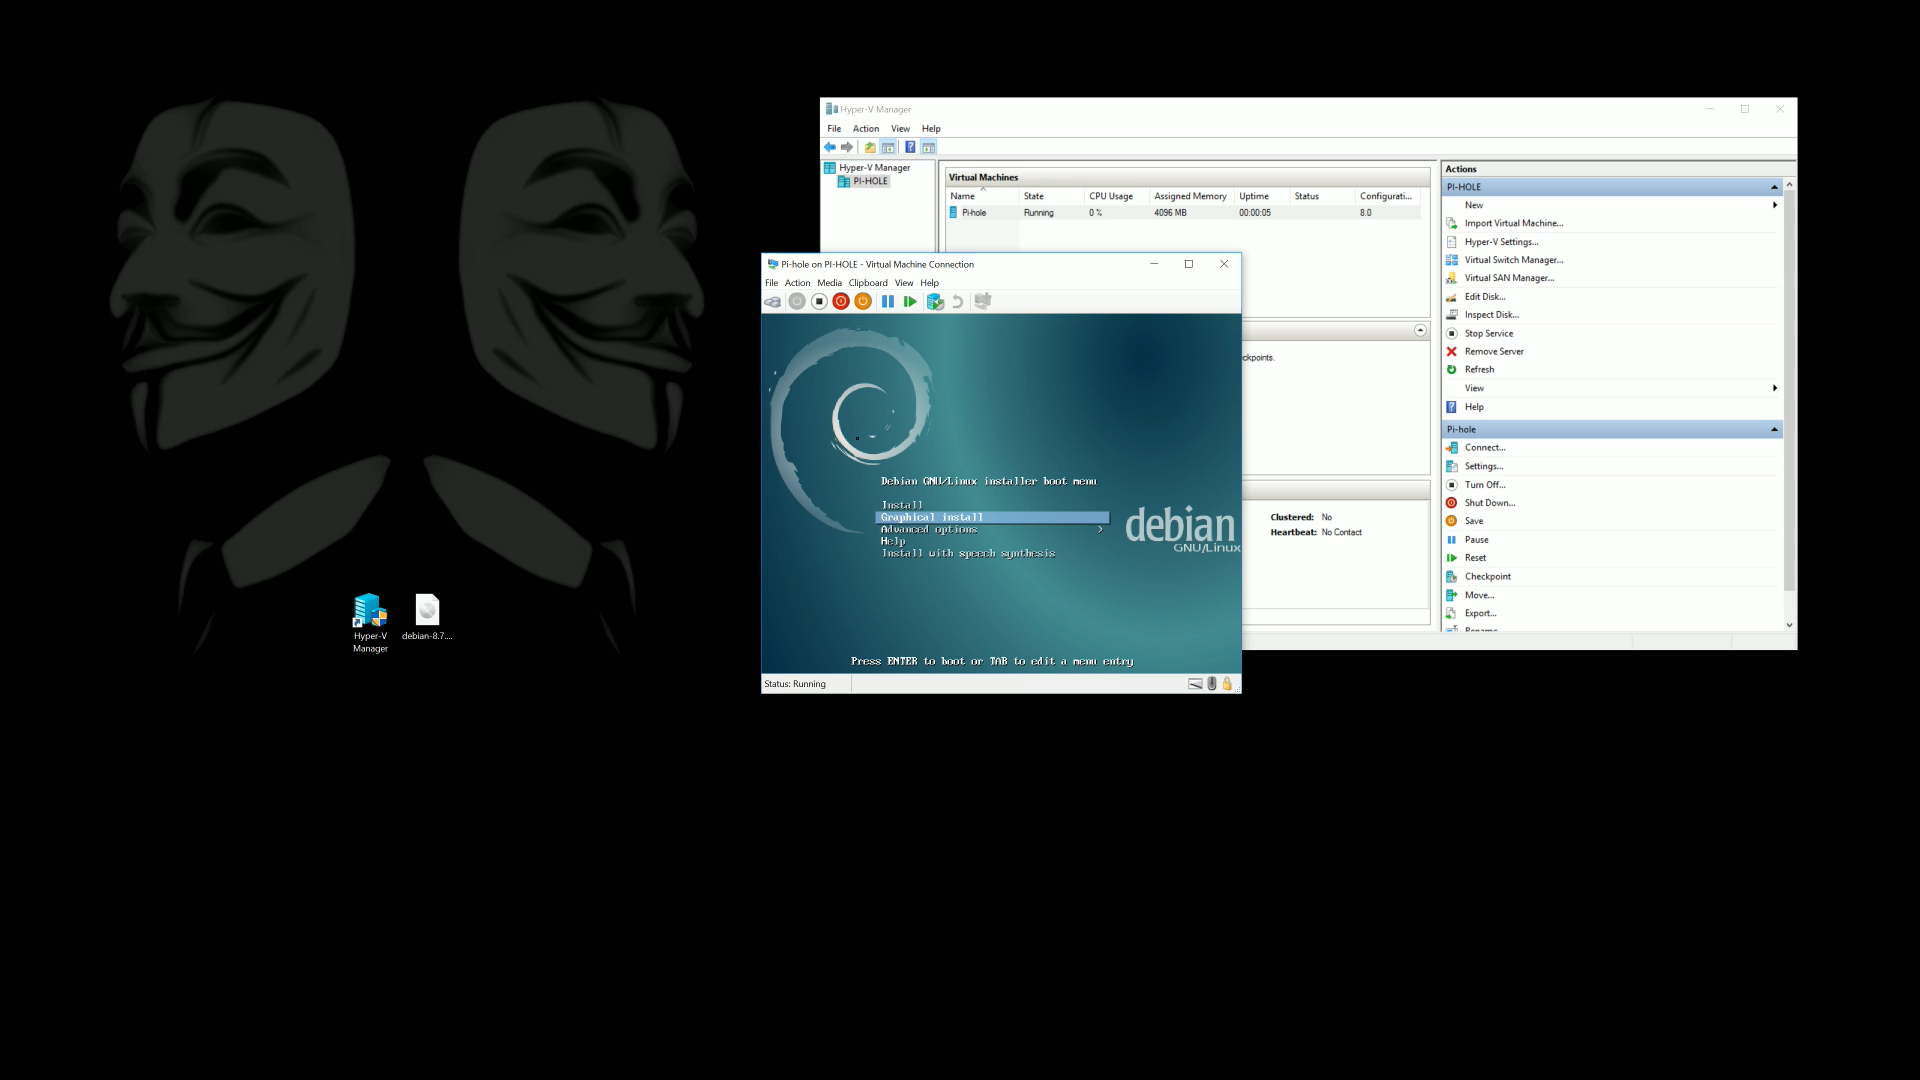 Hyper-V Manager
File Action View Help
Hyper-V Manager
PI-HOLE
Virtual Machines
Name State CPU Usage Assigned Memory Uptime Status Configurati...
Pi-hole Running 0 % 4096 MB 00:00:05 8.0
ckpoints.
Clustered: No
Heartbeat: No Contact
Actions
PI-HOLE
New
Import Virtual Machine...
Hyper-V Settings...
Virtual Switch Manager...
Virtual SAN Manager...
Edit Disk...
Inspect Disk...
Stop Service
Remove Server
Refresh
View
Help
Pi-hole
Connect...
Settings...
Turn Off...
Shut Down...
Save
Pause
Reset
Checkpoint
Move...
Export...
Rename
Pi-hole on PI-HOLE - Virtual Machine Connection
File Action Media Clipboard View Help
Debian GNU/Linux installer boot menu
Install
Graphical install
Advanced options >
Help
Install with speech synthesis
debian
GNU/Linux
Press ENTER to boot or TAB to edit a menu entry
Status: Running
Hyper-V
Manager
debian-8.7....